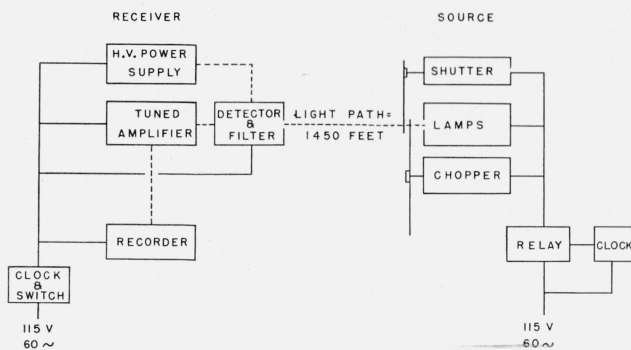 RECEIVER
SOURCE
H.V. POWER
SUPPLY
SHUTTER
TUNED
AMPLIFIER
DETECTOR
&
FILTER
LIGHT PATH=
1450 FEET
LAMPS
CHOPPER
RECORDER
RELAY
CLOCK
CLOCK
&
SWITCH
115 V
60 ~
115 V
60 ~